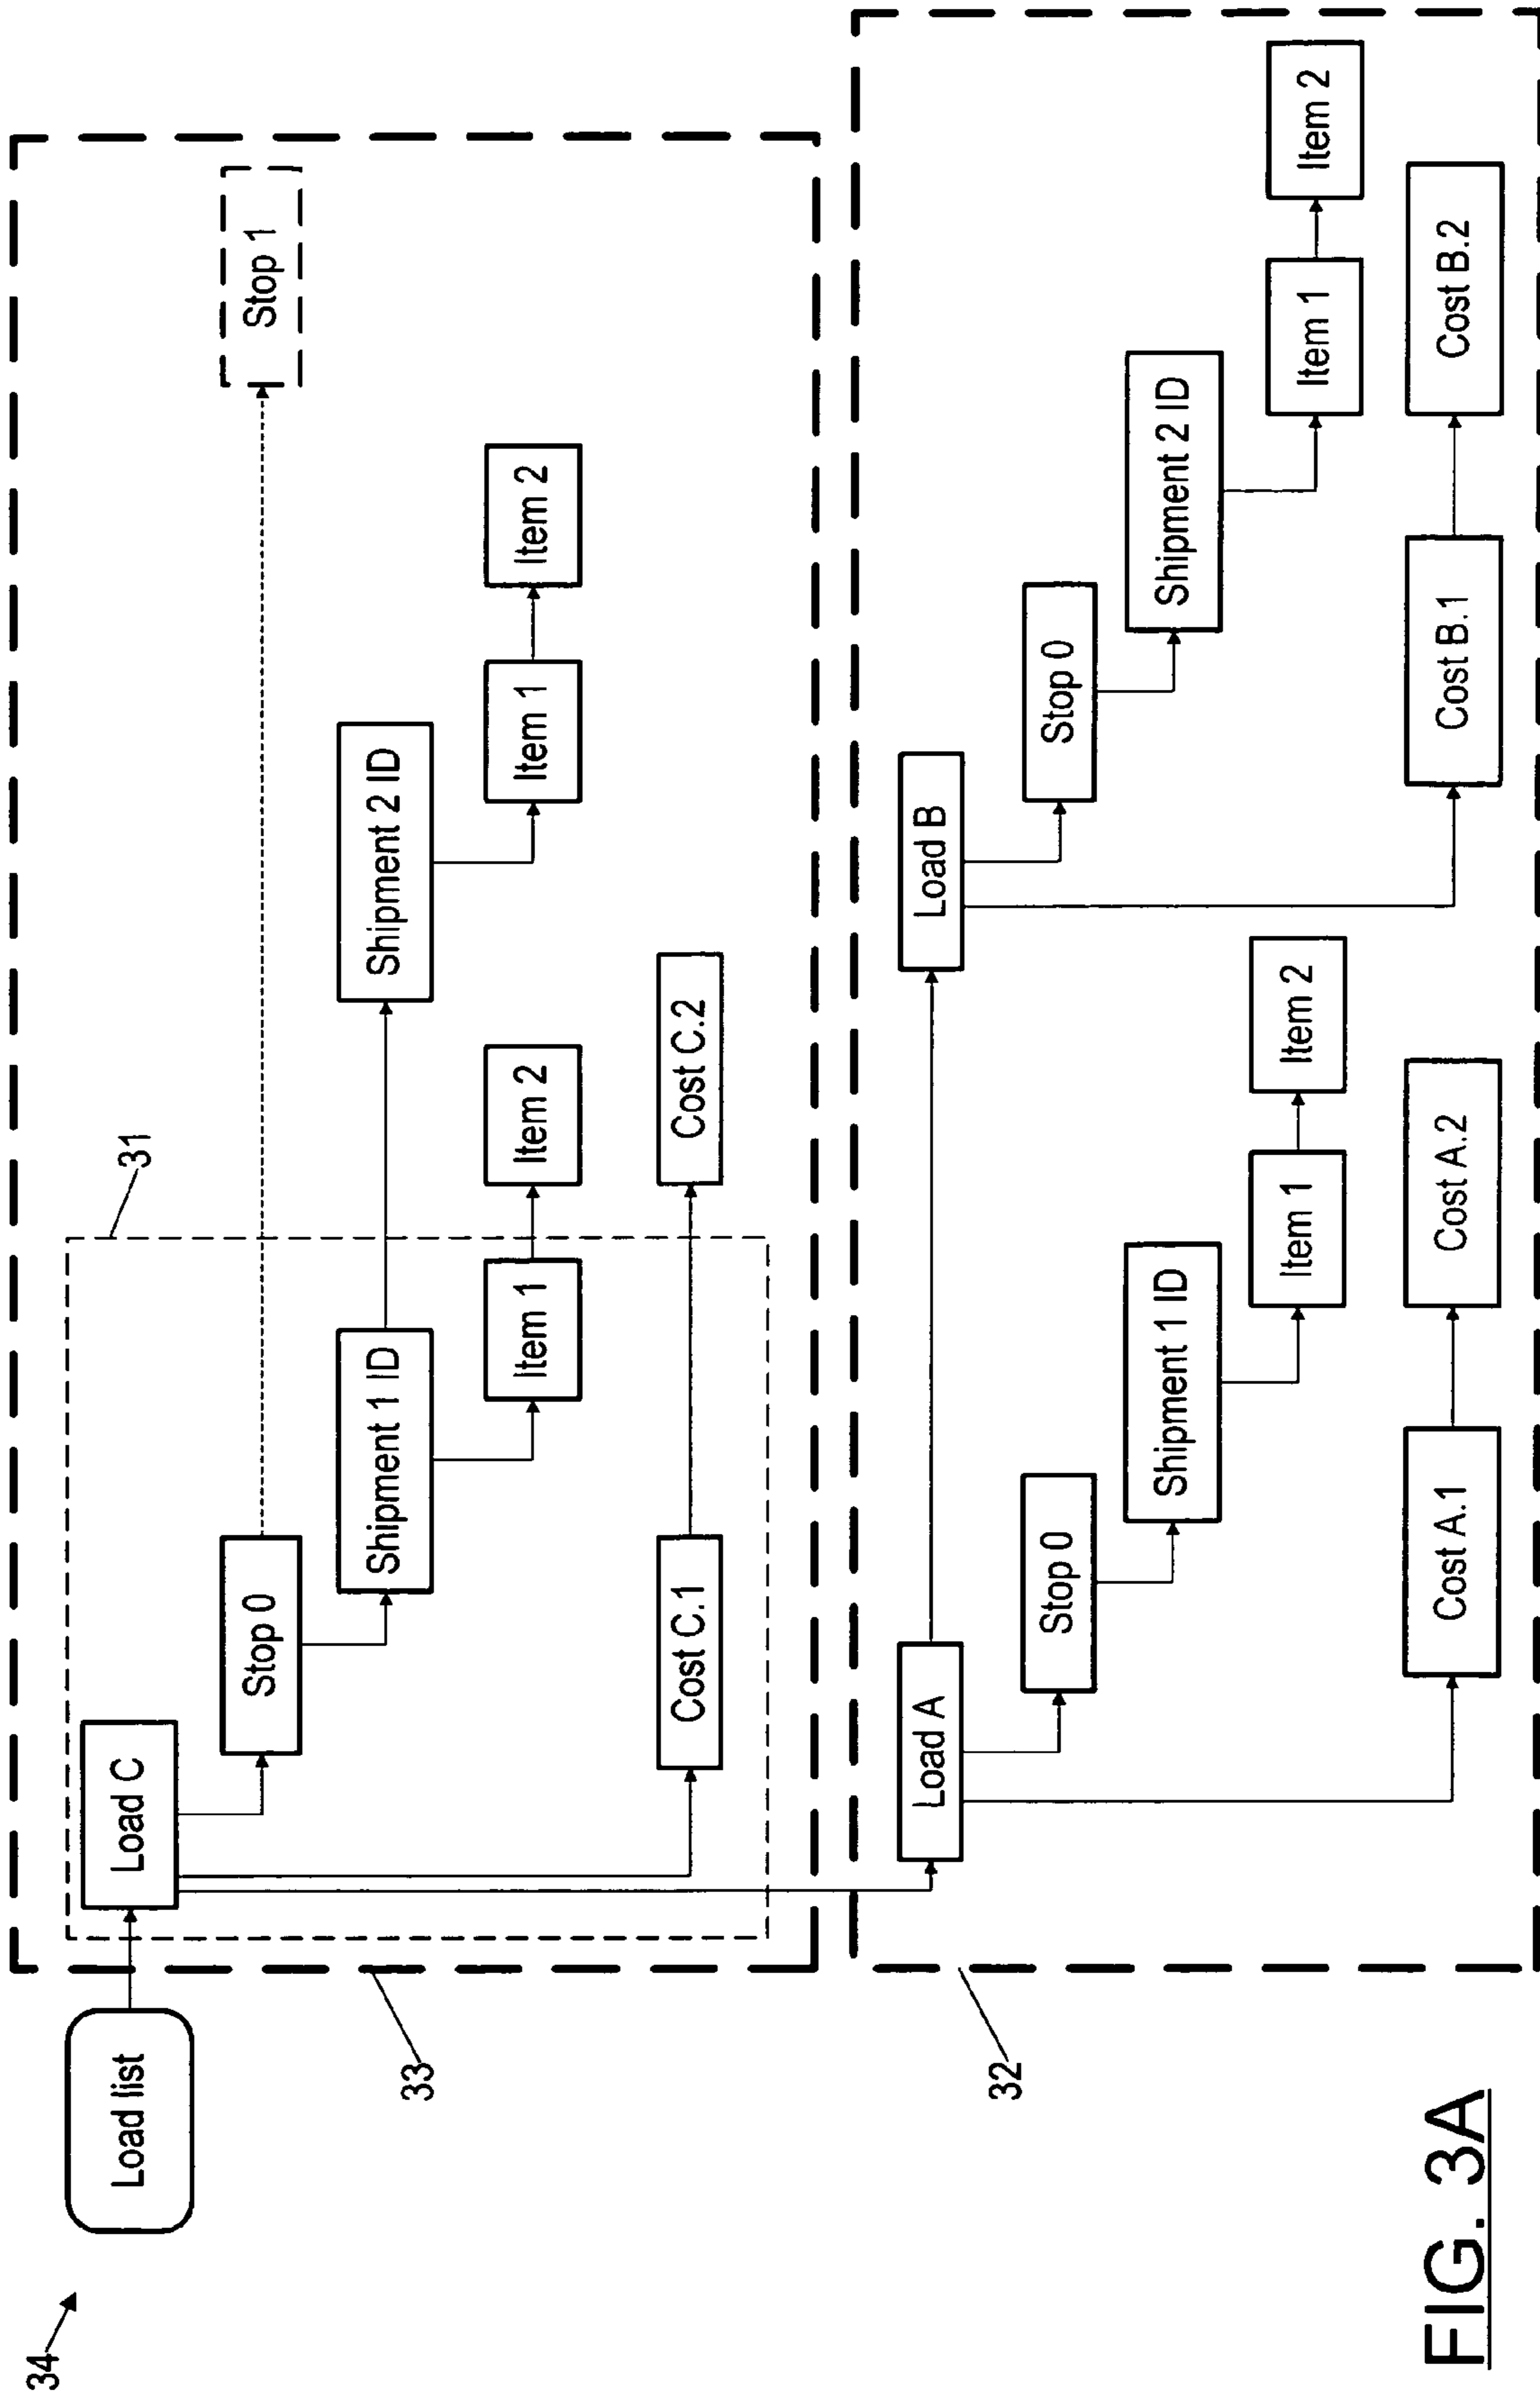 34
Load list
Load C
31
Stop 0
Stop 1
Shipment 1 ID
Shipment 2 ID
Item 1
Item 2
Item 1
Item 2
Cost C.1
Cost C.2
33
Load A
Load B
Stop 0
Stop 0
Shipment 1 ID
Shipment 2 ID
Item 1
Item 2
Item 1
Item 2
Cost A.1
Cost A.2
Cost B.1
Cost B.2
32
FIG. 3A